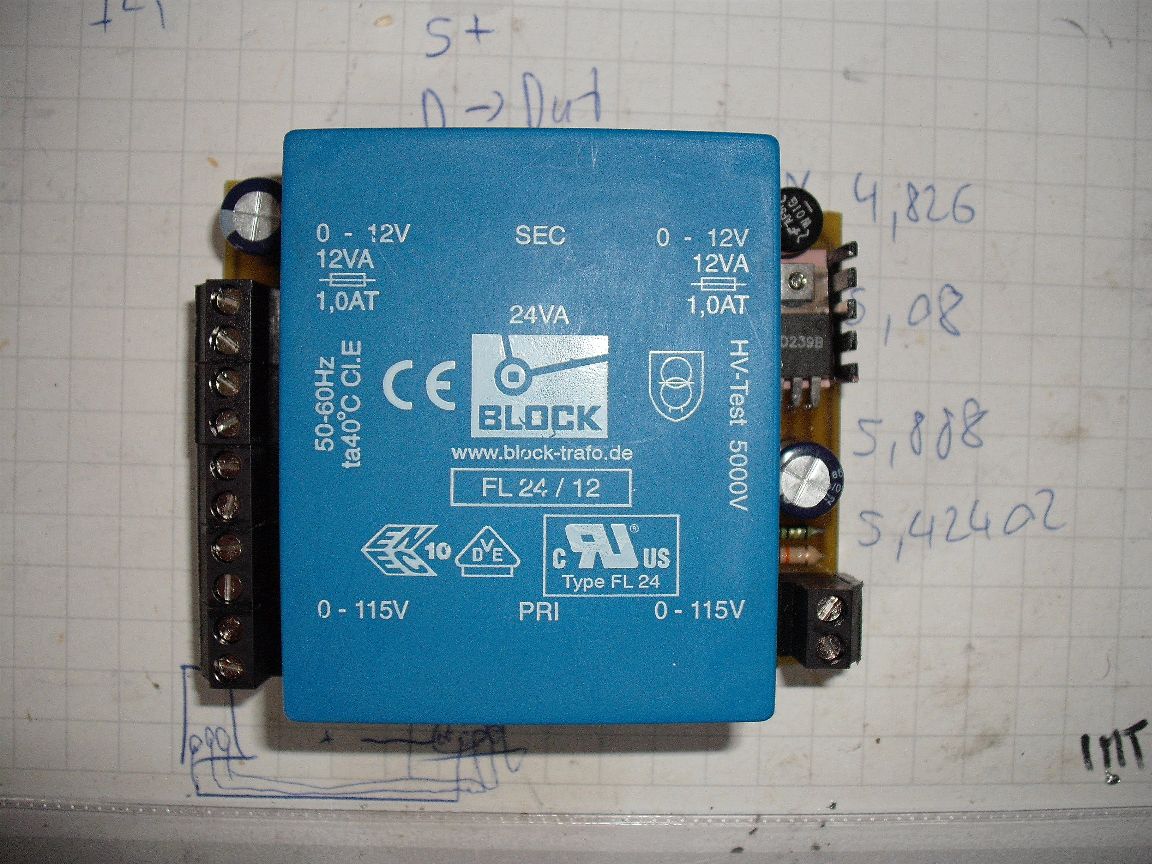 S+
D → Out
4,826
0 - 12V SEC 0 - 12V
12VA 12VA
1,0AT 1,0AT
24VA
5,08
D239B
50-60Hz
ta40°C Cl.E
CE
BLOCK
HV-Test 5000V
www.block-trafo.de
5,888
FL 24 / 12
5,42402
ENEC 10
DVE
c RU ® US
Type FL 24
0 - 115V PRI 0 - 115V
INT